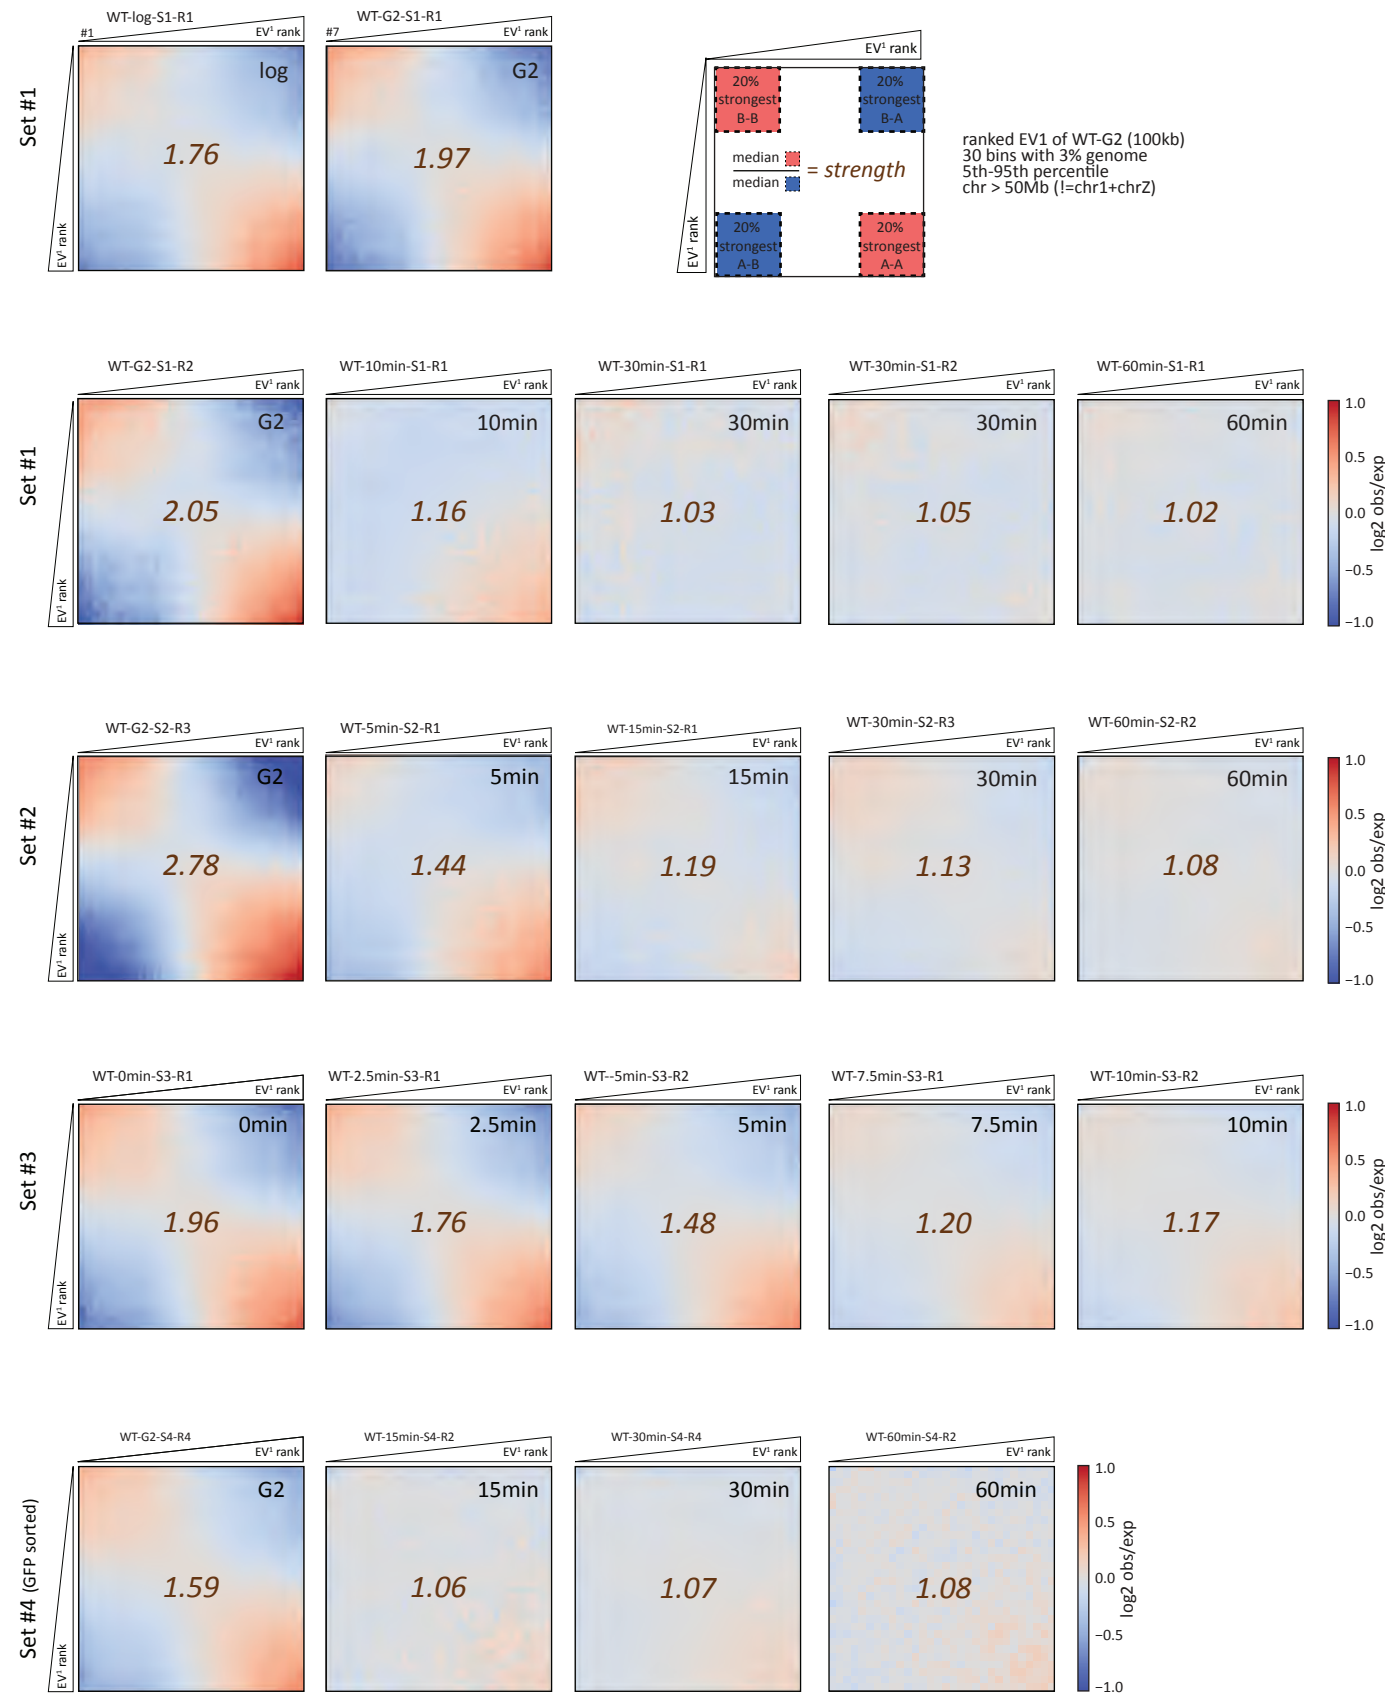 WT-log-S1-R1
#1
EV¹ rank
log
1.76
EV¹ rank
Set #1
WT-G2-S1-R1
#7
EV¹ rank
G2
1.97
EV¹ rank
EV¹ rank
20%
strongest
B-B
20%
strongest
B-A
median
median
= strength
20%
strongest
A-B
20%
strongest
A-A
ranked EV1 of WT-G2 (100kb)
30 bins with 3% genome
5th-95th percentile
chr > 50Mb (!=chr1+chrZ)
Set #1
WT-G2-S1-R2
EV¹ rank
EV¹ rank
G2
2.05
WT-10min-S1-R1
EV¹ rank
10min
1.16
WT-30min-S1-R1
EV¹ rank
30min
1.03
WT-30min-S1-R2
EV¹ rank
30min
1.05
WT-60min-S1-R1
EV¹ rank
60min
1.02
1.0
0.5
0.0
−0.5
−1.0
log2 obs/exp
Set #2
WT-G2-S2-R3
EV¹ rank
EV¹ rank
G2
2.78
WT-5min-S2-R1
EV¹ rank
5min
1.44
WT-15min-S2-R1
EV¹ rank
15min
1.19
WT-30min-S2-R3
EV¹ rank
30min
1.13
WT-60min-S2-R2
EV¹ rank
60min
1.08
1.0
0.5
0.0
−0.5
−1.0
log2 obs/exp
Set #3
WT-0min-S3-R1
EV¹ rank
EV¹ rank
0min
1.96
WT-2.5min-S3-R1
EV¹ rank
2.5min
1.76
WT--5min-S3-R2
EV¹ rank
5min
1.48
WT-7.5min-S3-R1
EV¹ rank
7.5min
1.20
WT-10min-S3-R2
EV¹ rank
10min
1.17
1.0
0.5
0.0
−0.5
−1.0
log2 obs/exp
Set #4 (GFP sorted)
WT-G2-S4-R4
EV¹ rank
EV¹ rank
G2
1.59
WT-15min-S4-R2
EV¹ rank
15min
1.06
WT-30min-S4-R4
EV¹ rank
30min
1.07
WT-60min-S4-R2
EV¹ rank
60min
1.08
1.0
0.5
0.0
−0.5
−1.0
log2 obs/exp